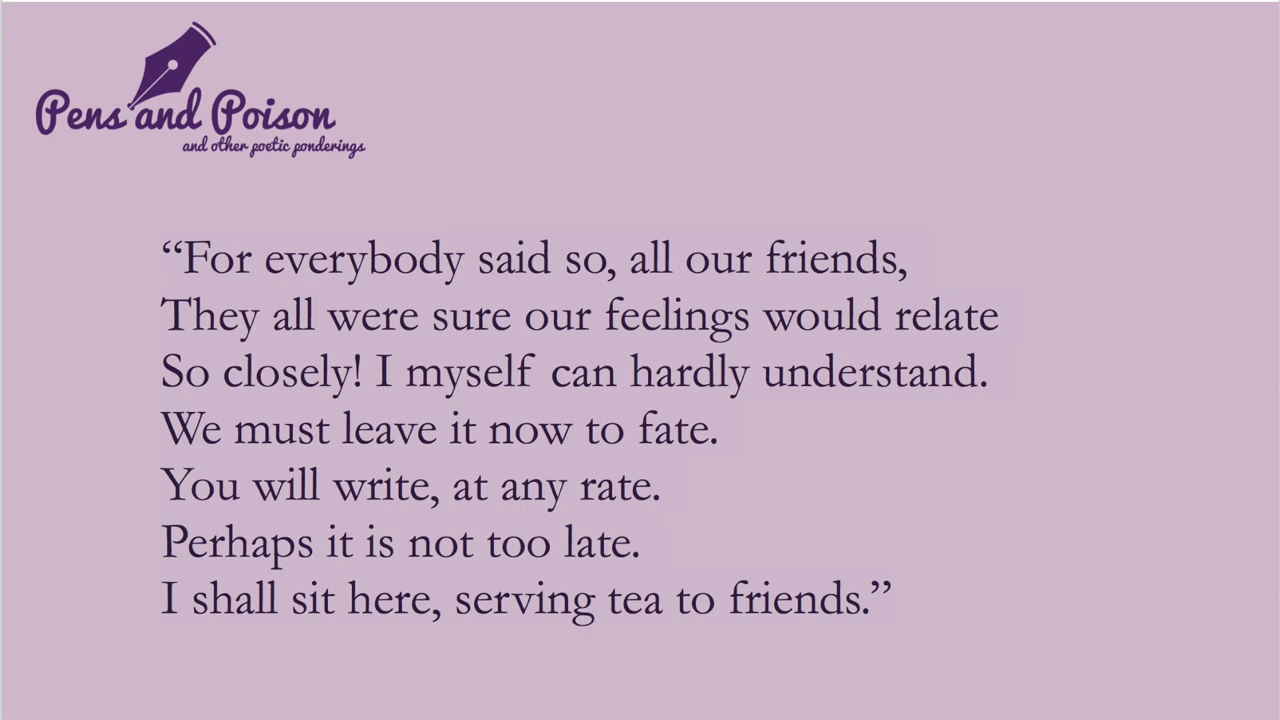 Pens and Poison
and other poetic ponderings
“For everybody said so, all our friends,
They all were sure our feelings would relate
So closely! I myself can hardly understand.
We must leave it now to fate.
You will write, at any rate.
Perhaps it is not too late.
I shall sit here, serving tea to friends.”